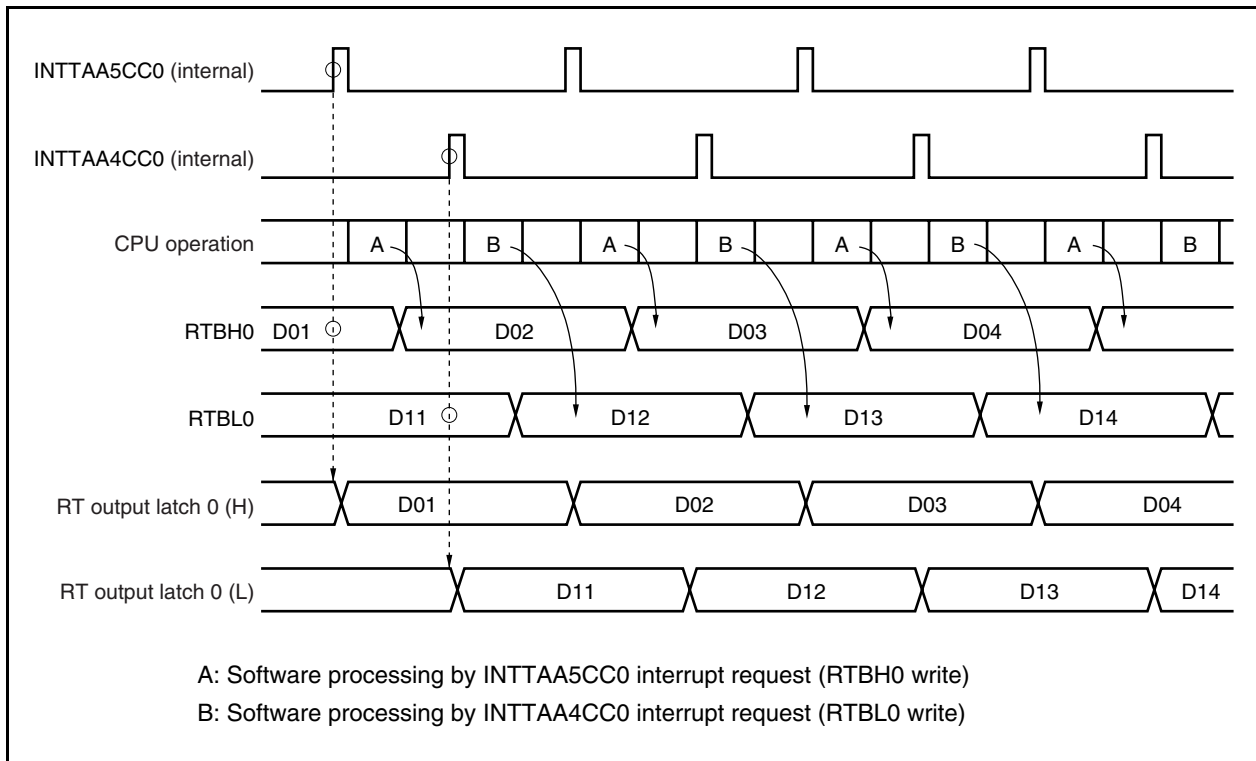 INTTAA5CC0 (internal)
INTTAA4CC0 (internal)
CPU operation A B A B A B A B
RTBH0 D01 D02 D03 D04
RTBL0 D11 D12 D13 D14
RT output latch 0 (H) D01 D02 D03 D04
RT output latch 0 (L) D11 D12 D13 D14
A: Software processing by INTTAA5CC0 interrupt request (RTBH0 write)
B: Software processing by INTTAA4CC0 interrupt request (RTBL0 write)